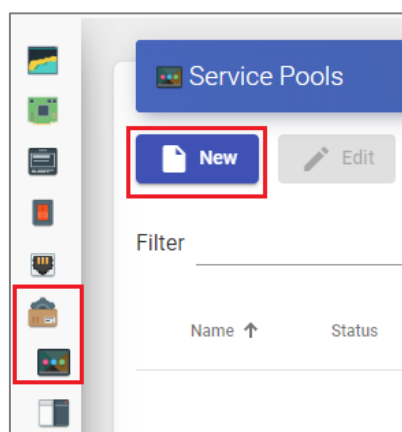 Service Pools
New
Edit
Filter
Name ↑ Status